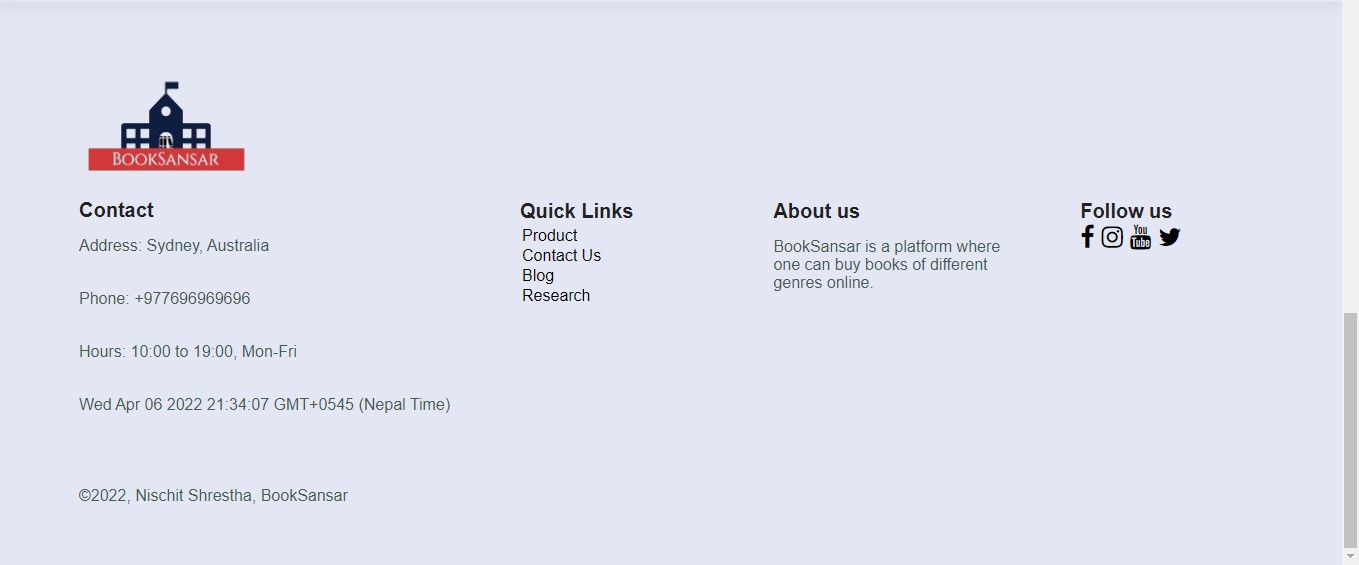 BOOKSANSAR
Contact
Address: Sydney, Australia
Phone: +977696969696
Hours: 10:00 to 19:00, Mon-Fri
Wed Apr 06 2022 21:34:07 GMT+0545 (Nepal Time)
Quick Links
Product
Contact Us
Blog
Research
About us
BookSansar is a platform where
one can buy books of different
genres online.
Follow us
You
Tube
©2022, Nischit Shrestha, BookSansar